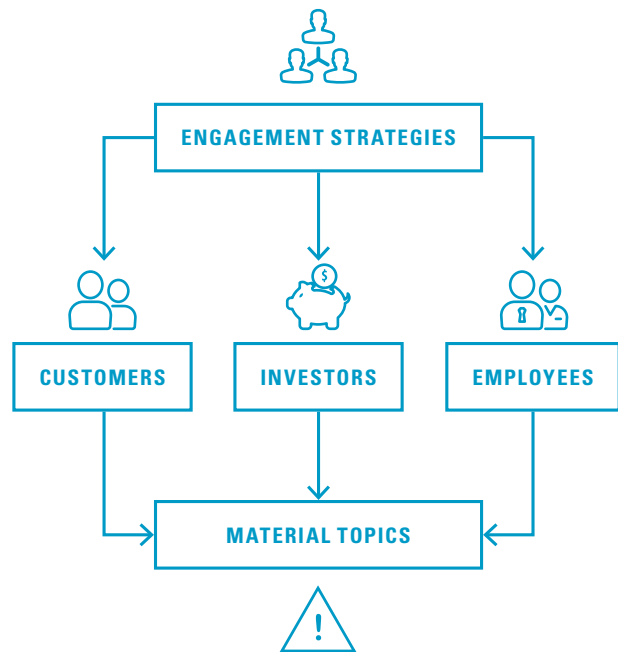 ENGAGEMENT STRATEGIES
$
CUSTOMERS
INVESTORS
EMPLOYEES
MATERIAL TOPICS
!